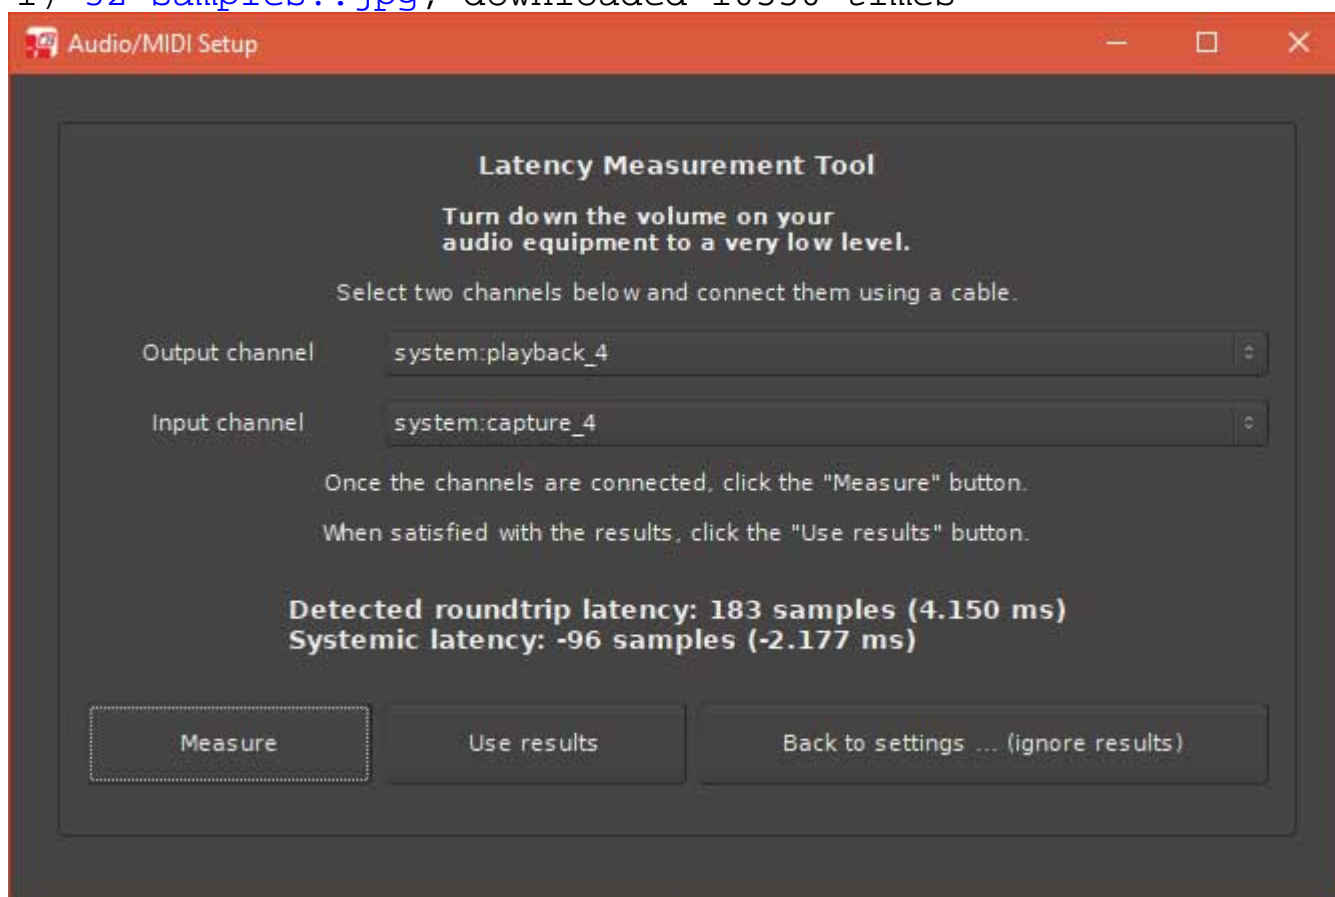 Audio/MIDI Setup
Latency Measurement Tool
Turn down the volume on your
audio equipment to a very low level.
Select two channels below and connect them using a cable.
Output channel system:playback_4
Input channel system:capture_4
Once the channels are connected, click the "Measure" button.
When satisfied with the results, click the "Use results" button.
Detected roundtrip latency: 183 samples (4.150 ms)
Systemic latency: -96 samples (-2.177 ms)
Measure Use results Back to settings ... (ignore results)